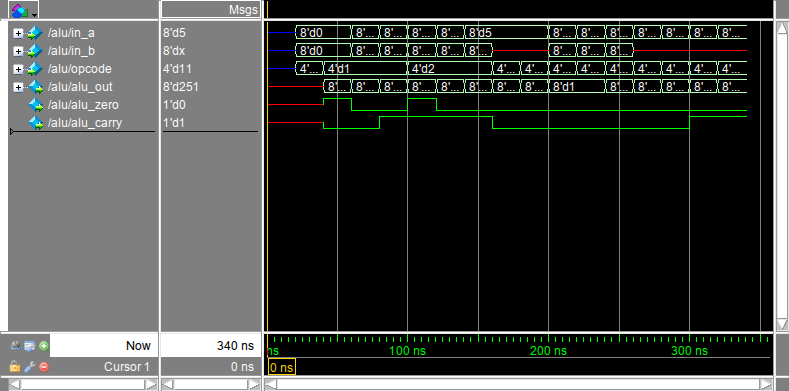 Msgs
/alu/in_a 8'd5 8'd0 8'... 8'... 8'... 8'... 8'd5 8'... 8'... 8'... 8'... 8'... 8'... 8'...
/alu/in_b 8'dx 8'd0 8'... 8'... 8'... 8'... 8'... 8'... 8'... 8'...
/alu/opcode 4'd11 4'... 4'd1 4'd2 4'... 4'... 4'... 4'... 4'... 4'... 4'... 4'... 4'...
/alu/alu_out 8'd251 8'... 8'... 8'... 8'... 8'... 8'... 8'... 8'... 8'd1 8'... 8'... 8'... 8'... 8'...
/alu/alu_zero 1'd0
/alu/alu_carry 1'd1
Now 340 ns ns 100 ns 200 ns 300 ns
Cursor 1 0 ns 0 ns